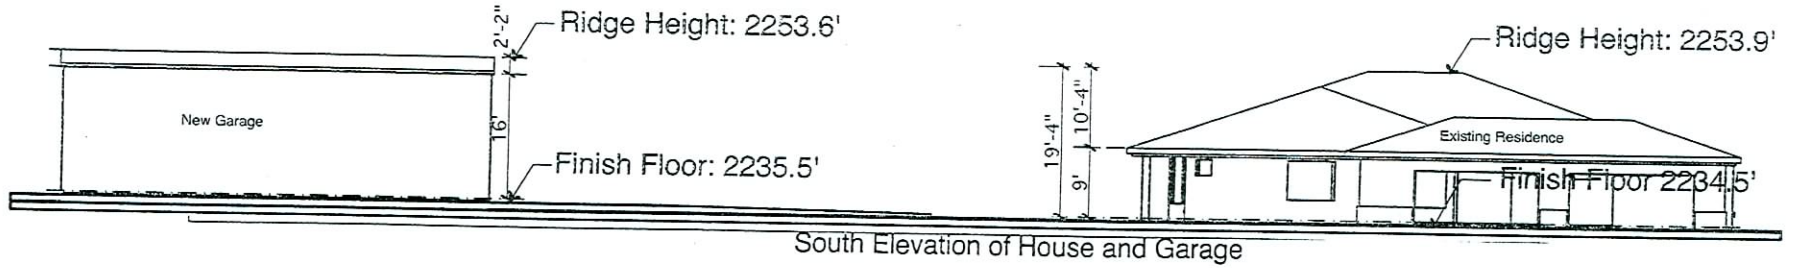 2'-2"
Ridge Height: 2253.6'
Ridge Height: 2253.9'
New Garage
16'
19'-4"
10'-4"
Existing Residence
Finish Floor: 2235.5'
9'
Finish Floor 2234.5'
South Elevation of House and Garage